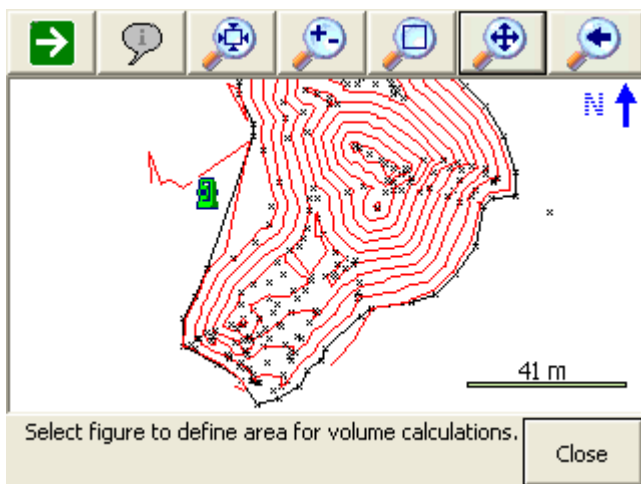 N
41 m
Select figure to define area for volume calculations.
Close